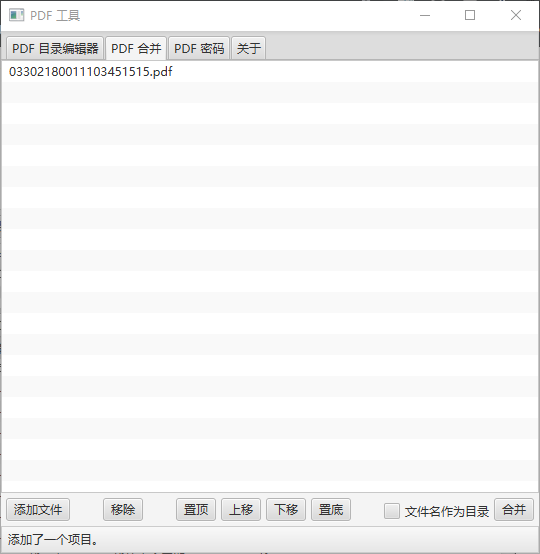 PDF 工具
PDF 目录编辑器 PDF 合并 PDF 密码 关于
03302180011103451515.pdf
添加文件 移除 置顶 上移 下移 置底 文件名作为目录 合并
添加了一个项目。